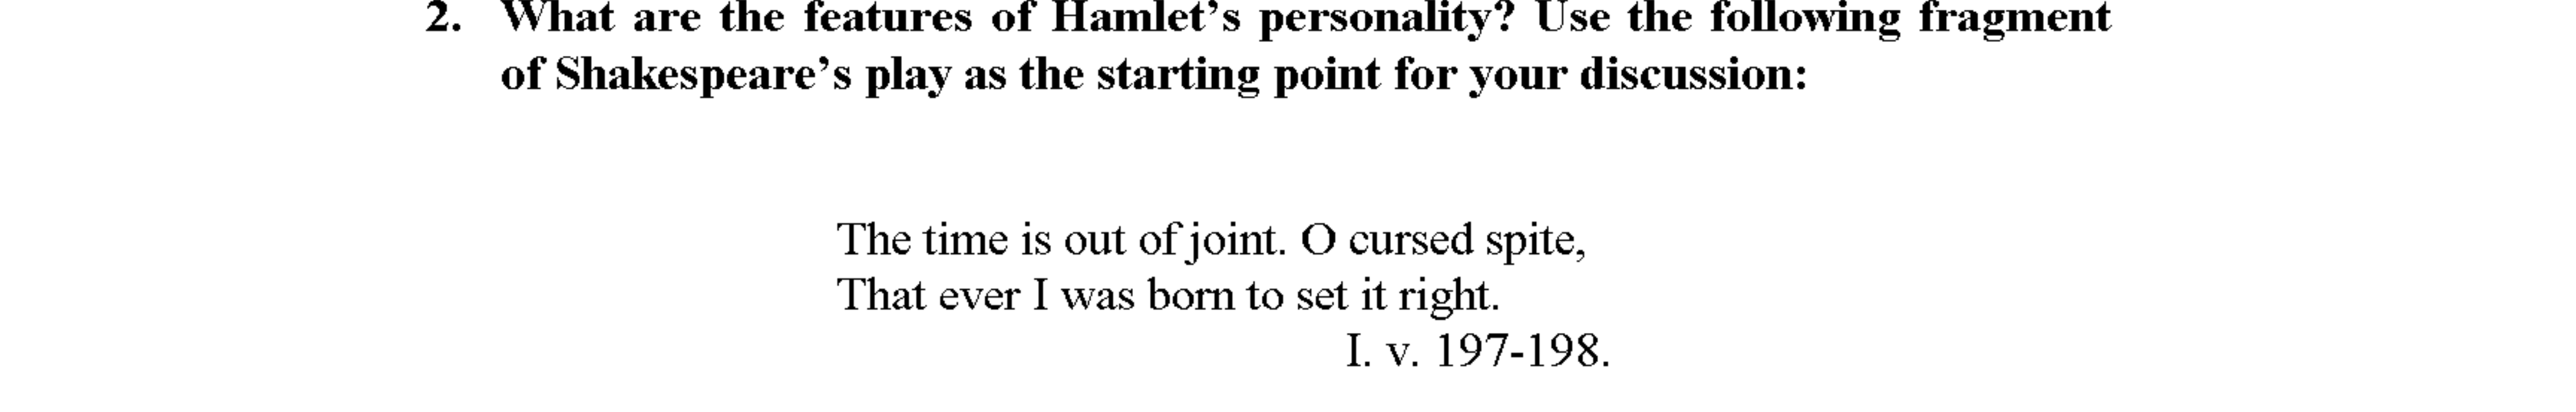 2. What are the features of Hamlet’s personality? Use the following fragment
of Shakespeare’s play as the starting point for your discussion:
The time is out of joint. O cursed spite,
That ever I was born to set it right.
I. v. 197-198.